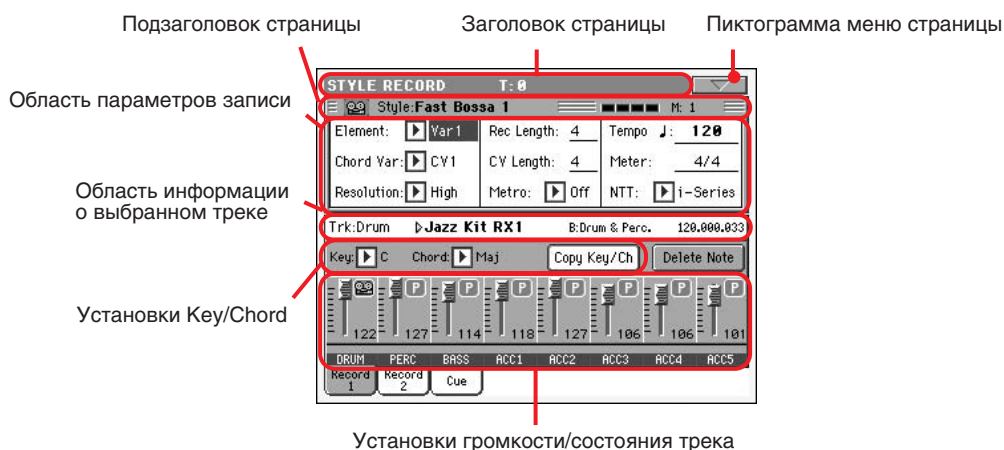 Подзаголовок страницы
Заголовок страницы
Пиктограмма меню страницы
STYLE RECORD T:0
Style:Fast Bossa 1 M: 1
Область параметров записи
Element: Var1 Rec Length: 4 Tempo ♩: 120
Chord Var: CV1 CV Length: 4 Meter: 4/4
Resolution: High Metro: Off NTT: i-Series
Область информации
о выбранном треке
Trk:Drum Jazz Kit RX1 B:Drum & Perc. 120.000.033
Key: C Chord: Maj Copy Key/Ch Delete Note
Установки Key/Chord
P P P P P P P
122 127 114 118 127 106 106 101
DRUM PERC BASS ACC1 ACC2 ACC3 ACC4 ACC5
Record 1 Record 2 Cue
Установки громкости/состояния трека